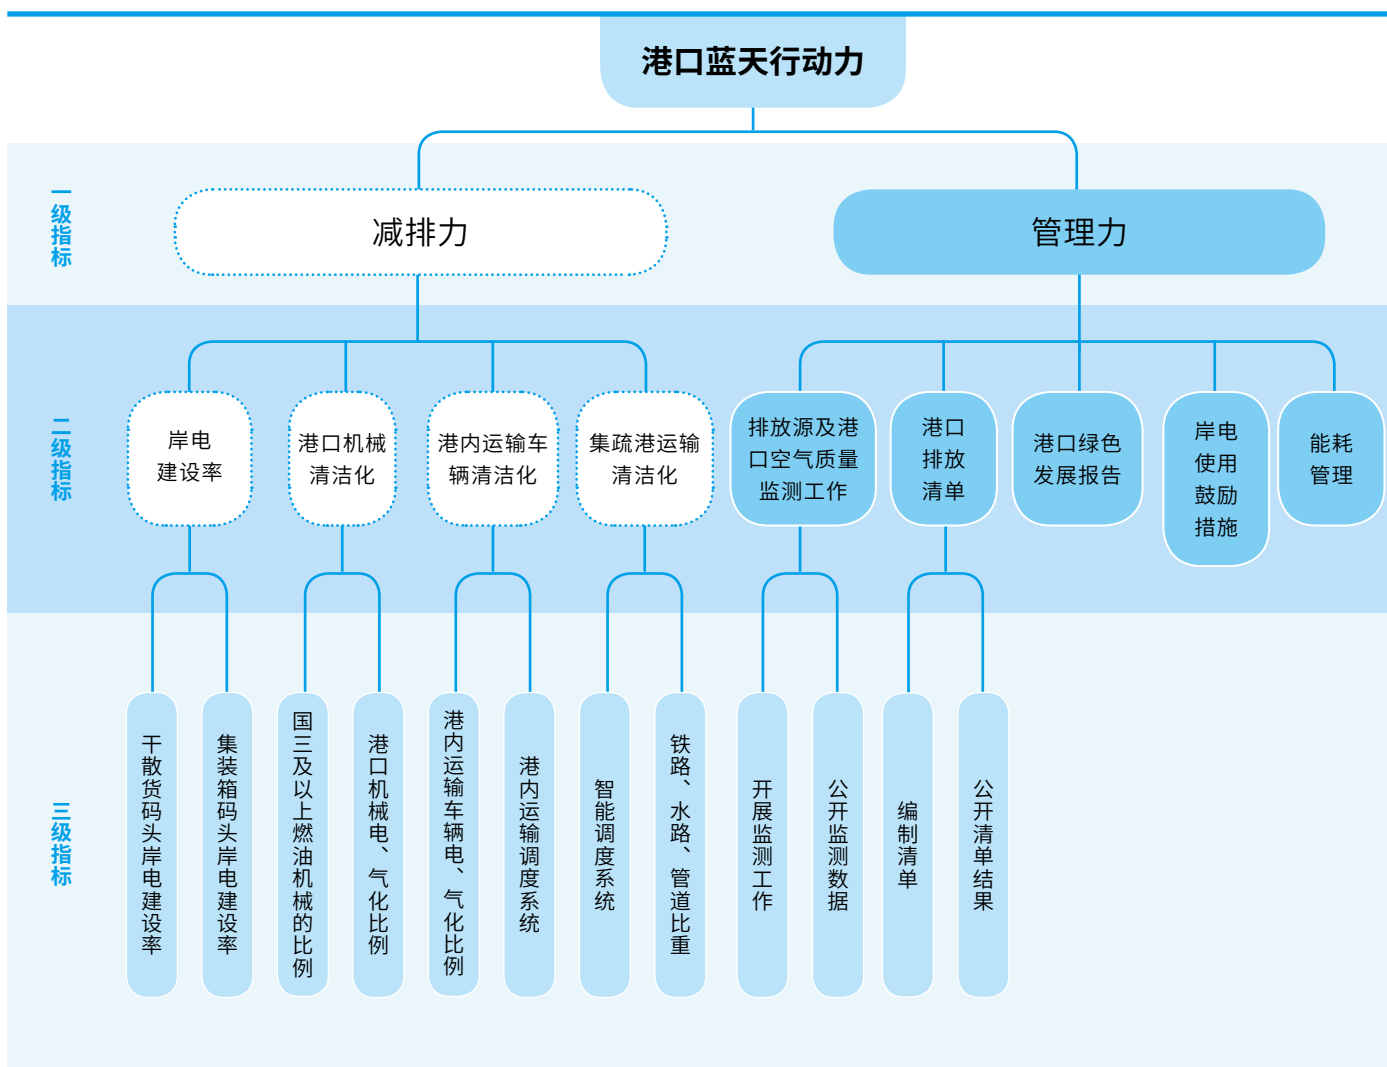 港口蓝天行动力
一级指标
减排力
管理力
二级指标
岸电
建设率
港口机械
清洁化
港内运输车
辆清洁化
集疏港运输
清洁化
排放源及港
口空气质量
监测工作
港口
排放
清单
港口绿色
发展报告
岸电
使用
鼓励
措施
能耗
管理
三级指标
干散货码头岸电建设率
集装箱码头岸电建设率
国三及以上燃油机械的比例
港口机械电、气化比例
港内运输车辆电、气化比例
港内运输调度系统
智能调度系统
铁路、水路、管道比重
开展监测工作
公开监测数据
编制清单
公开清单结果